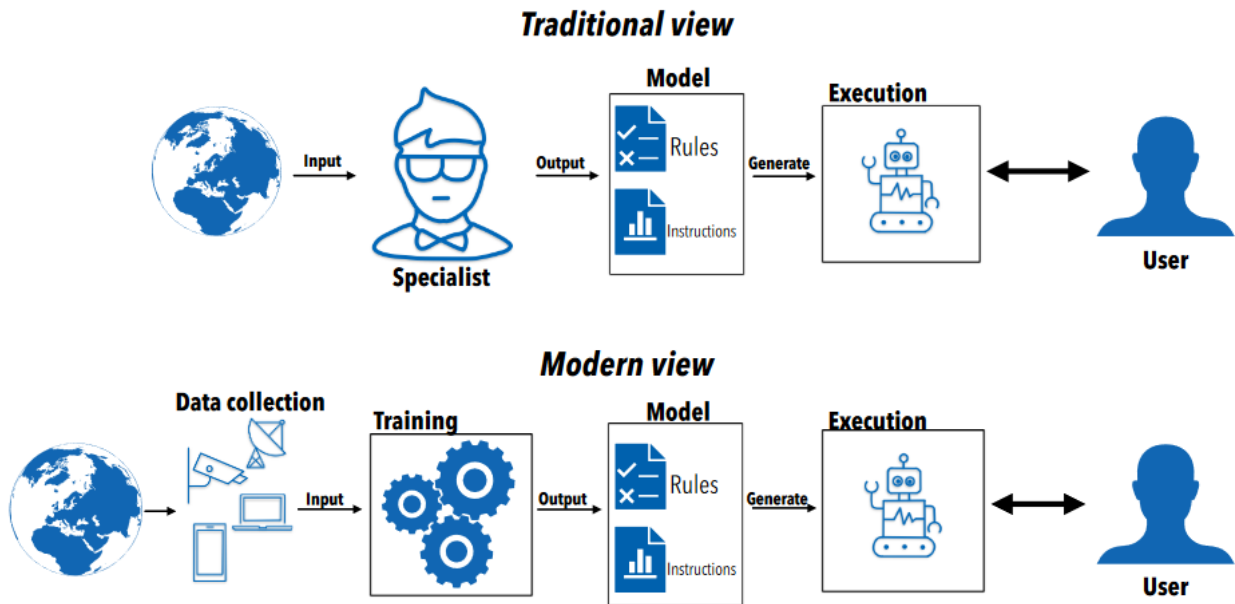 Traditional view
Model
Execution
Input
Output
Rules
Generate
Instructions
Specialist
User
Modern view
Data collection
Training
Model
Execution
Input
Output
Rules
Generate
Instructions
User